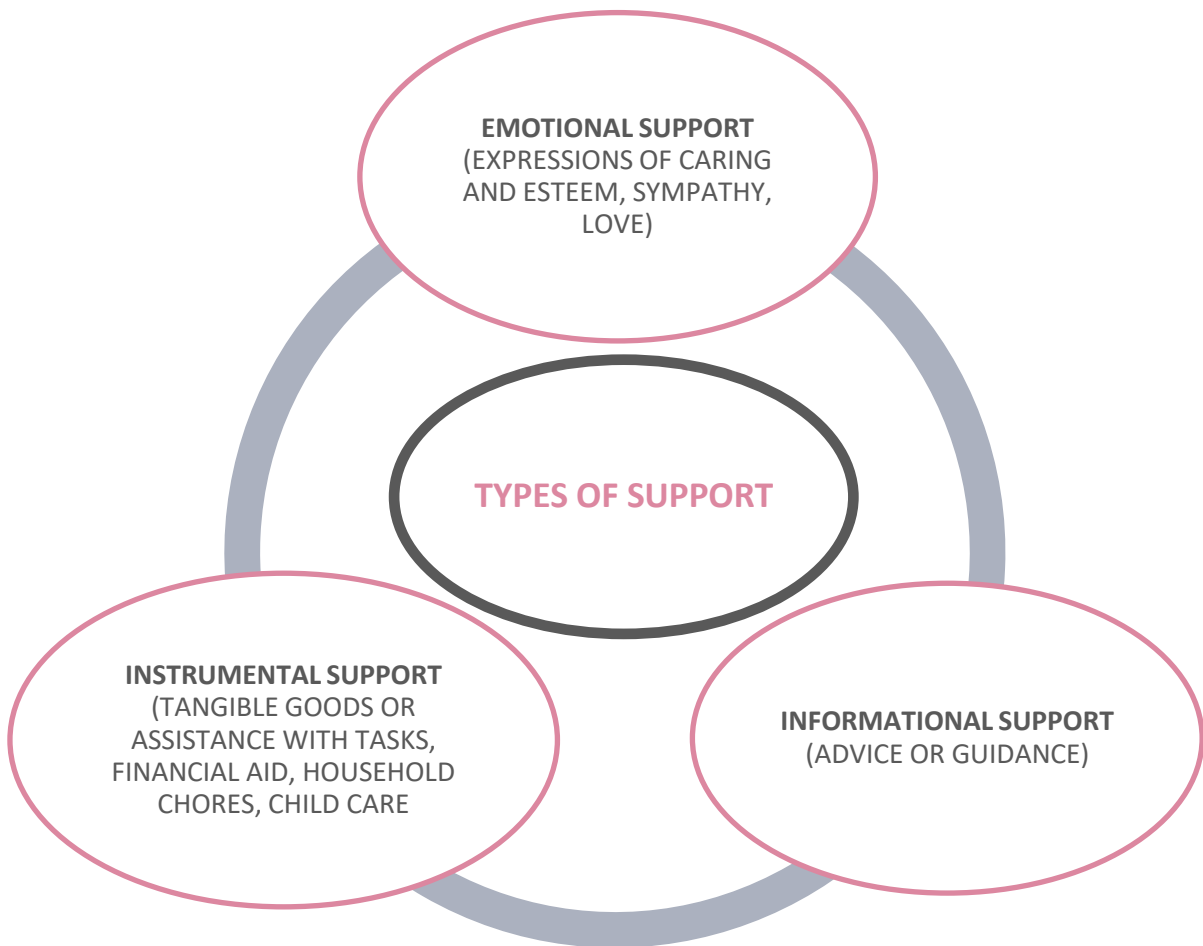 EMOTIONAL SUPPORT
(EXPRESSIONS OF CARING
AND ESTEEM, SYMPATHY,
LOVE)
TYPES OF SUPPORT
INSTRUMENTAL SUPPORT
(TANGIBLE GOODS OR
ASSISTANCE WITH TASKS,
FINANCIAL AID, HOUSEHOLD
CHORES, CHILD CARE
INFORMATIONAL SUPPORT
(ADVICE OR GUIDANCE)